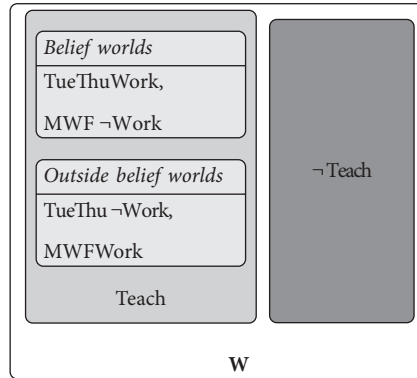 Belief worlds
TueThuWork,
MWF ¬Work
Outside belief worlds
TueThu ¬Work,
MWFWork
Teach
¬ Teach
W